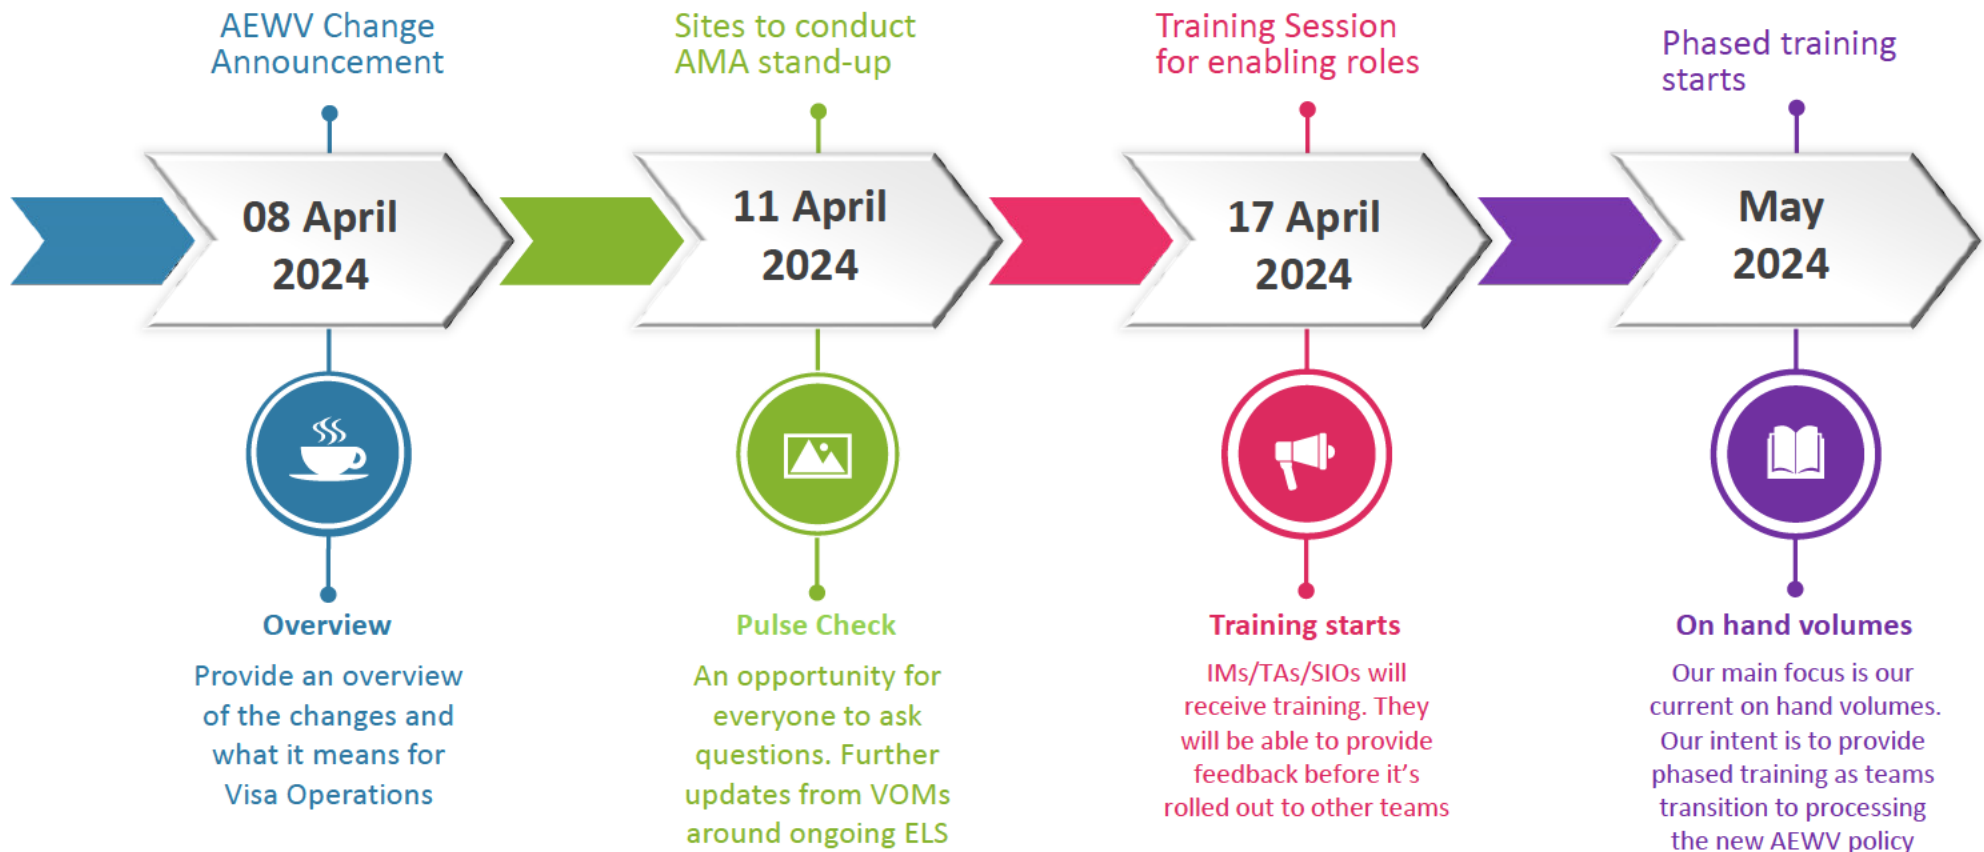 AEWV Change
Announcement
08 April
2024
Overview
Provide an overview
of the changes and
what it means for
Visa Operations
Sites to conduct
AMA stand-up
11 April
2024
Pulse Check
An opportunity for
everyone to ask
questions. Further
updates from VOMs
around ongoing ELS
Training Session
for enabling roles
17 April
2024
Training starts
IMs/TAs/SIOs will
receive training. They
will be able to provide
feedback before it’s
rolled out to other teams
Phased training
starts
May
2024
On hand volumes
Our main focus is our
current on hand volumes.
Our intent is to provide
phased training as teams
transition to processing
the new AEWV policy